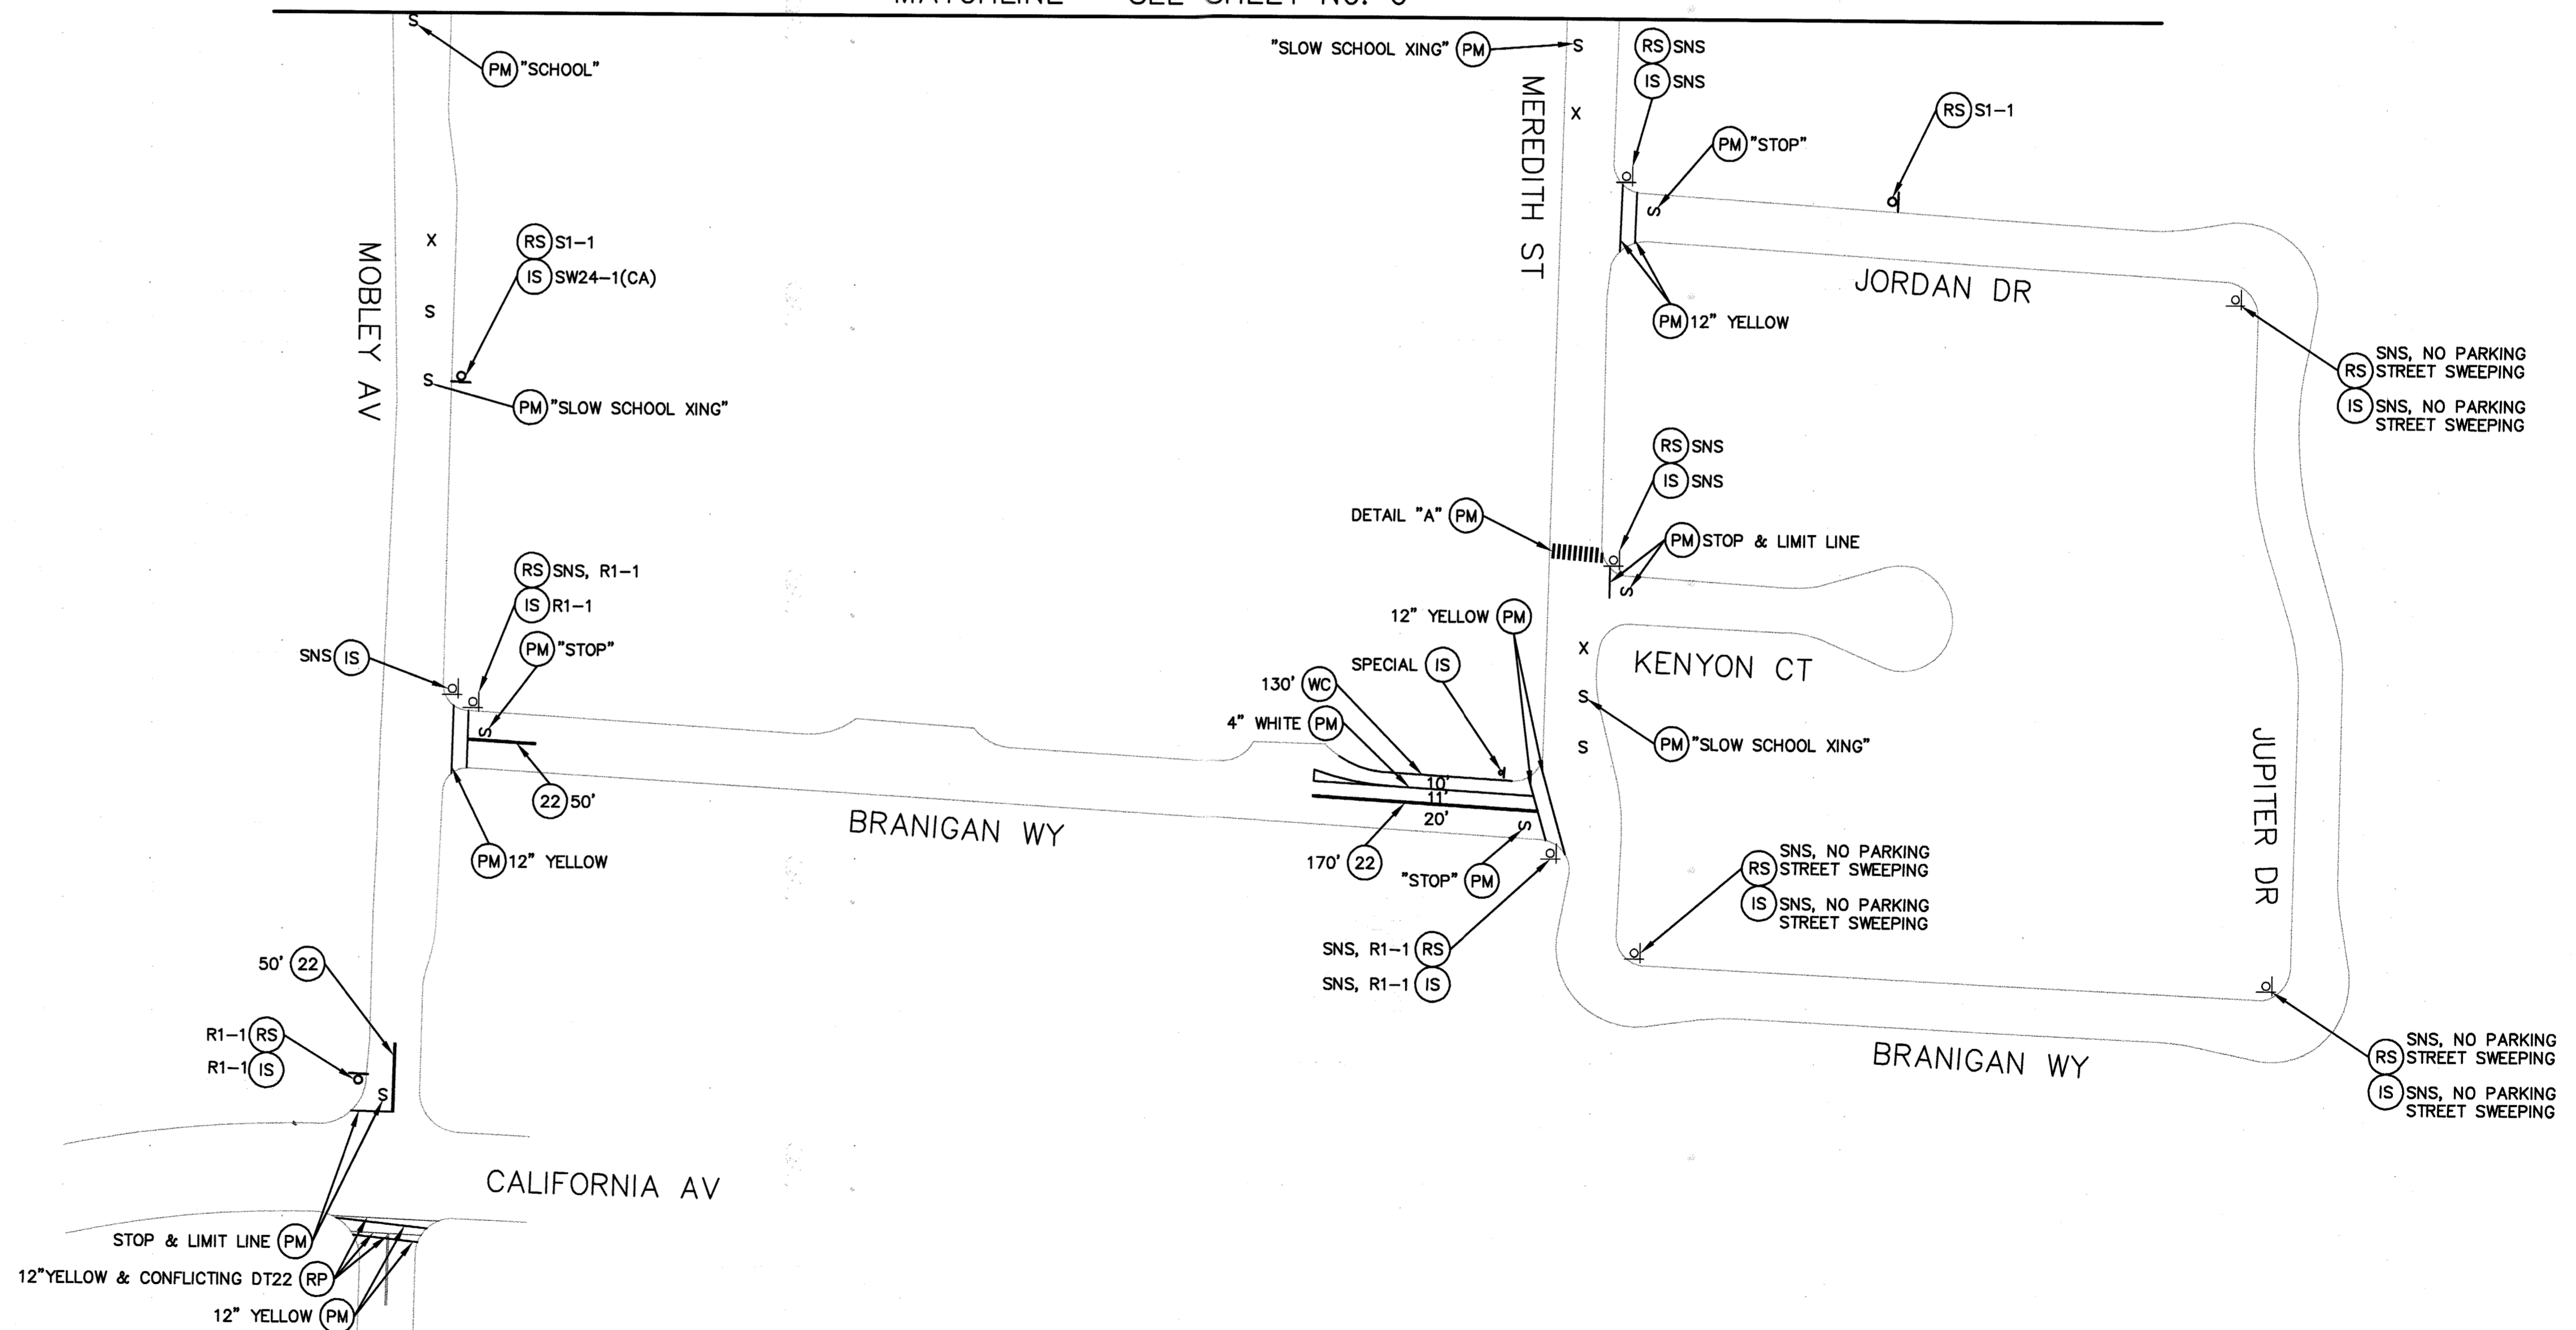 PM "SCHOOL"
"SLOW SCHOOL XING" PM
S
S
RS SNS
IS SNS
MEREDITH ST
X
RS S1-1
PM "STOP"
S
MOBLEY AV
X
RS S1-1
IS SW24-1(CA)
S
S
PM "SLOW SCHOOL XING"
JORDAN DR
PM 12" YELLOW
SNS, NO PARKING
RS STREET SWEEPING
IS SNS, NO PARKING
STREET SWEEPING
RS SNS
IS SNS
DETAIL "A" PM
PM STOP & LIMIT LINE
S
RS SNS, R1-1
IS R1-1
PM "STOP"
SNS IS
S
22 50'
PM 12" YELLOW
BRANIGAN WY
12" YELLOW PM
SPECIAL IS
130' WC
4" WHITE PM
10'
11'
20'
S
170' 22
"STOP" PM
SNS, R1-1 RS
SNS, R1-1 IS
X
KENYON CT
S
S
PM "SLOW SCHOOL XING"
JUPITER DR
SNS, NO PARKING
RS STREET SWEEPING
IS SNS, NO PARKING
STREET SWEEPING
BRANIGAN WY
SNS, NO PARKING
RS STREET SWEEPING
IS SNS, NO PARKING
STREET SWEEPING
50' 22
R1-1 RS
R1-1 IS
S
CALIFORNIA AV
STOP & LIMIT LINE PM
12"YELLOW & CONFLICTING DT22 RP
12" YELLOW PM